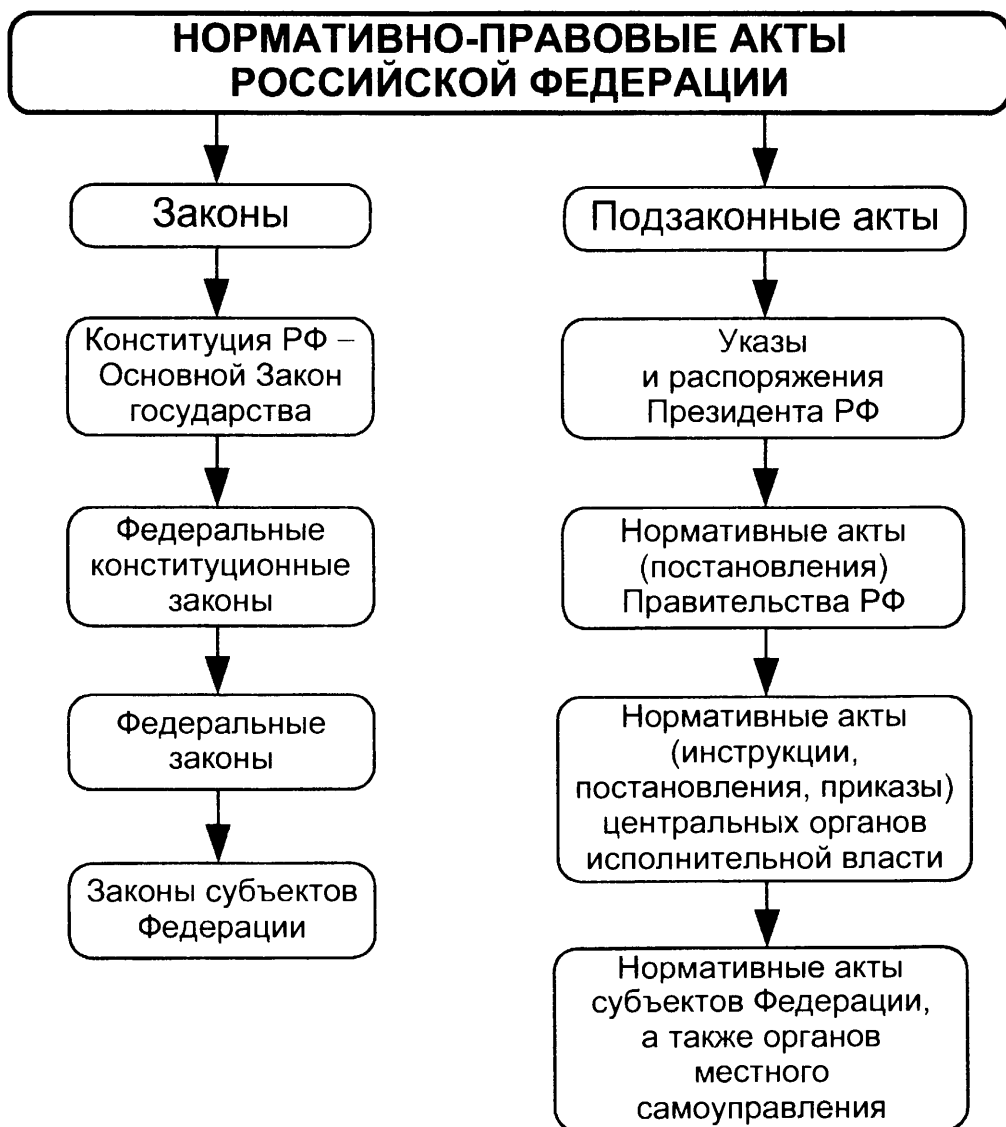 НОРМАТИВНО-ПРАВОВЫЕ АКТЫ
РОССИЙСКОЙ ФЕДЕРАЦИИ
Законы
Конституция РФ –
Основной Закон
государства
Федеральные
конституционные
законы
Федеральные
законы
Законы субъектов
Федерации
Подзаконные акты
Указы
и распоряжения
Президента РФ
Нормативные акты
(постановления)
Правительства РФ
Нормативные акты
(инструкции,
постановления, приказы)
центральных органов
исполнительной власти
Нормативные акты
субъектов Федерации,
а также органов
местного
самоуправления